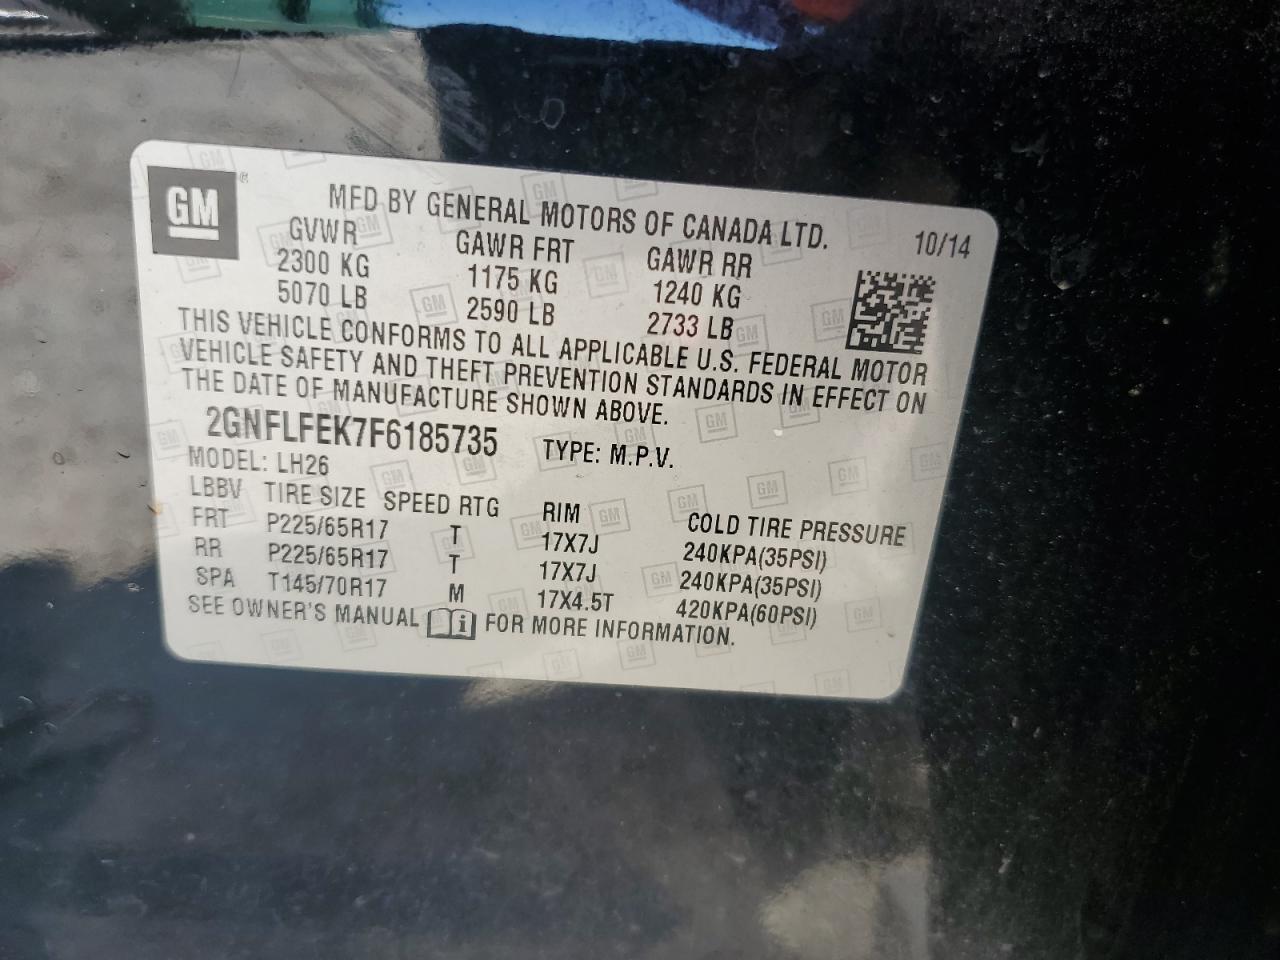 GM
MFD BY GENERAL MOTORS OF CANADA LTD.
10/14
GVWR GAWR FRT GAWR RR
2300 KG 1175 KG 1240 KG
5070 LB 2590 LB 2733 LB
THIS VEHICLE CONFORMS TO ALL APPLICABLE U.S. FEDERAL MOTOR
VEHICLE SAFETY AND THEFT PREVENTION STANDARDS IN EFFECT ON
THE DATE OF MANUFACTURE SHOWN ABOVE.
2GNFLFEK7F6185735 TYPE: M.P.V.
MODEL: LH26
LBBV TIRE SIZE SPEED RTG RIM COLD TIRE PRESSURE
FRT P225/65R17 T 17X7J 240KPA(35PSI)
RR P225/65R17 T 17X7J 240KPA(35PSI)
SPA T145/70R17 M 17X4.5T 420KPA(60PSI)
SEE OWNER'S MANUAL i FOR MORE INFORMATION.